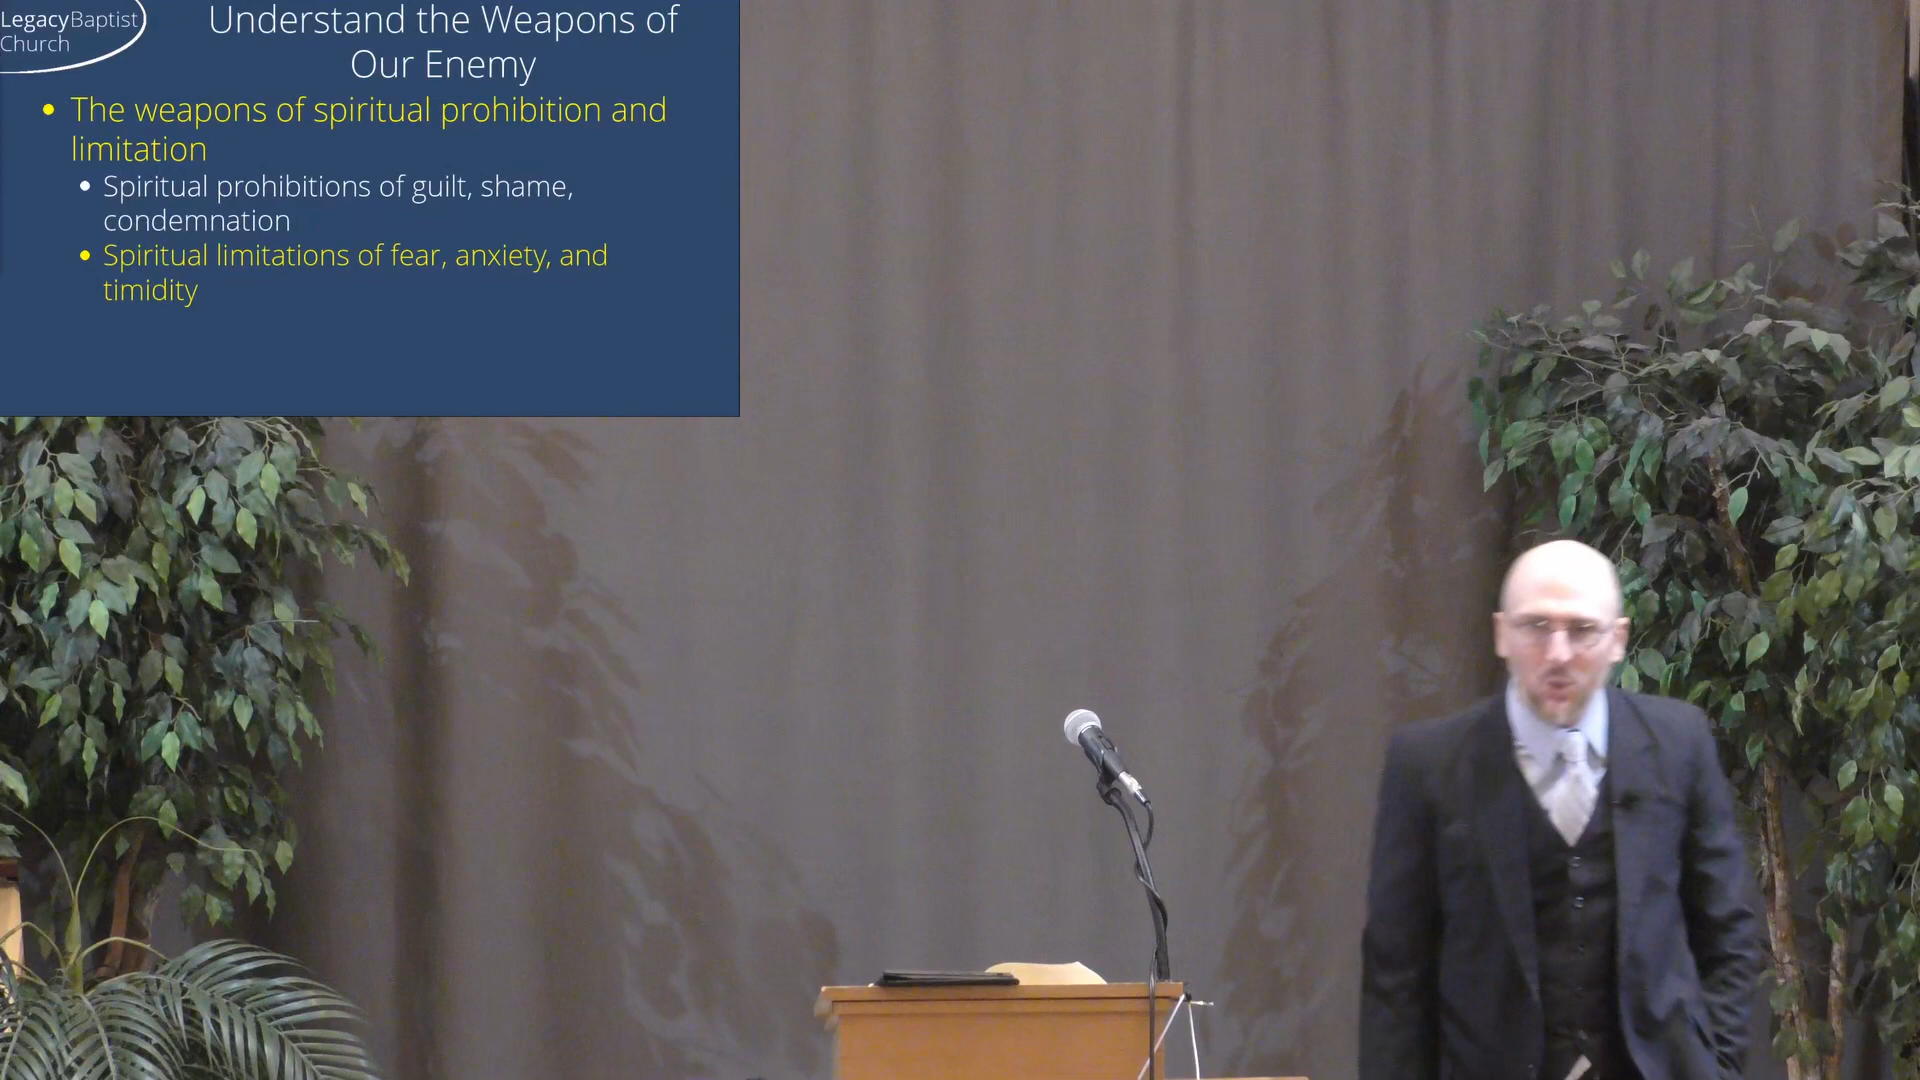 LegacyBaptist
Church
Understand the Weapons of
Our Enemy
• The weapons of spiritual prohibition and
limitation
• Spiritual prohibitions of guilt, shame,
condemnation
• Spiritual limitations of fear, anxiety, and
timidity